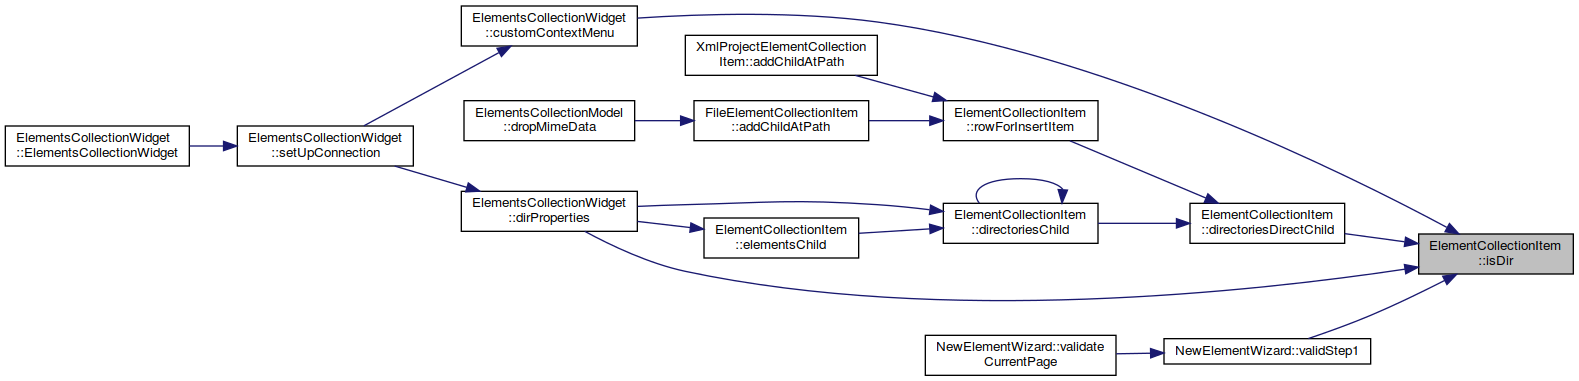 ElementsCollectionWidget
::customContextMenu
XmlProjectElementCollection
Item::addChildAtPath
ElementsCollectionModel
::dropMimeData
FileElementCollectionItem
::addChildAtPath
ElementCollectionItem
::rowForInsertItem
ElementsCollectionWidget
::ElementsCollectionWidget
ElementsCollectionWidget
::setUpConnection
ElementsCollectionWidget
::dirProperties
ElementCollectionItem
::elementsChild
ElementCollectionItem
::directoriesChild
ElementCollectionItem
::directoriesDirectChild
ElementCollectionItem
::isDir
NewElementWizard::validate
CurrentPage
NewElementWizard::validStep1